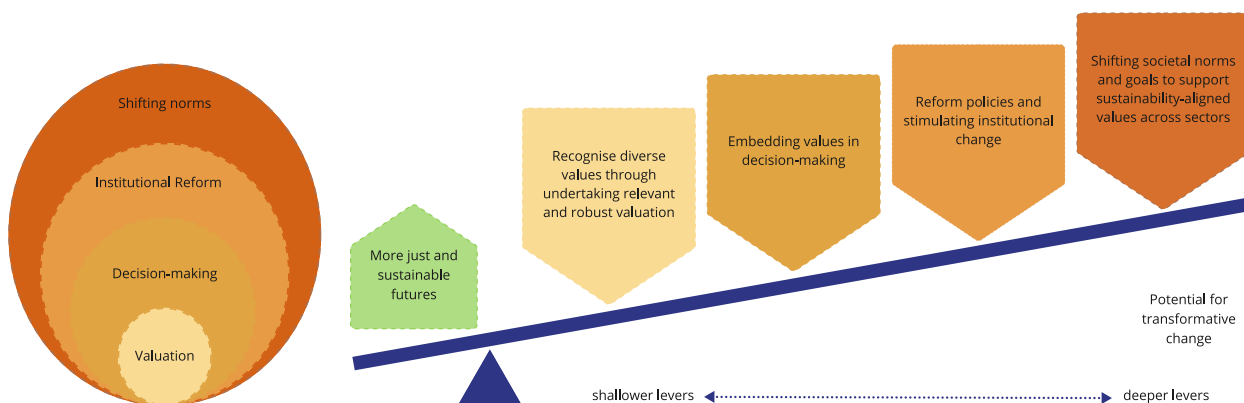 Shifting norms
Institutional Reform
Decision-making
Valuation
More just and
sustainable
futures
Recognise diverse
values through
undertaking relevant
and robust valuation
Embedding values in
decision-making
Reform policies and
stimulating institutional
change
Shifting societal norms
and goals to support
sustainability-aligned
values across sectors
Potential for
transformative
change
shallower levers
deeper levers